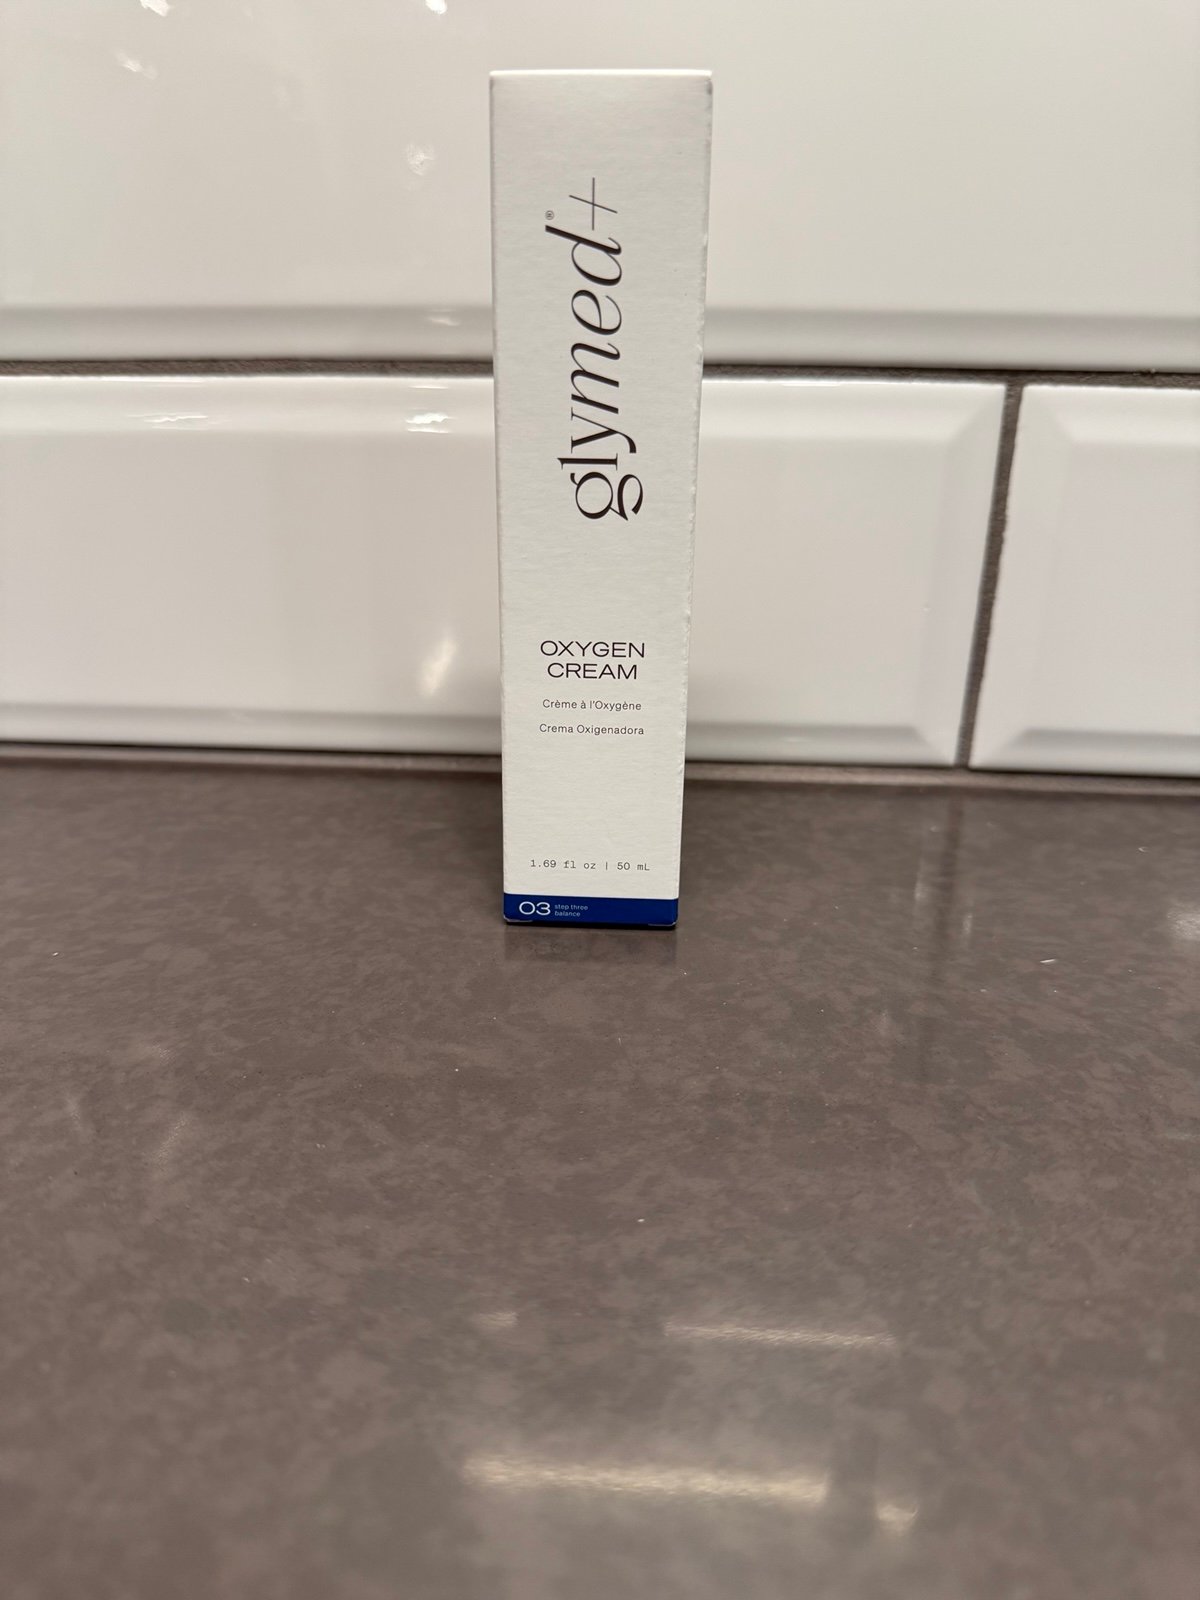 glymed+®
OXYGEN
CREAM
Crème à l'Oxygène
Crema Oxigenadora
1.69 fl oz | 50 mL
03 step three
balance